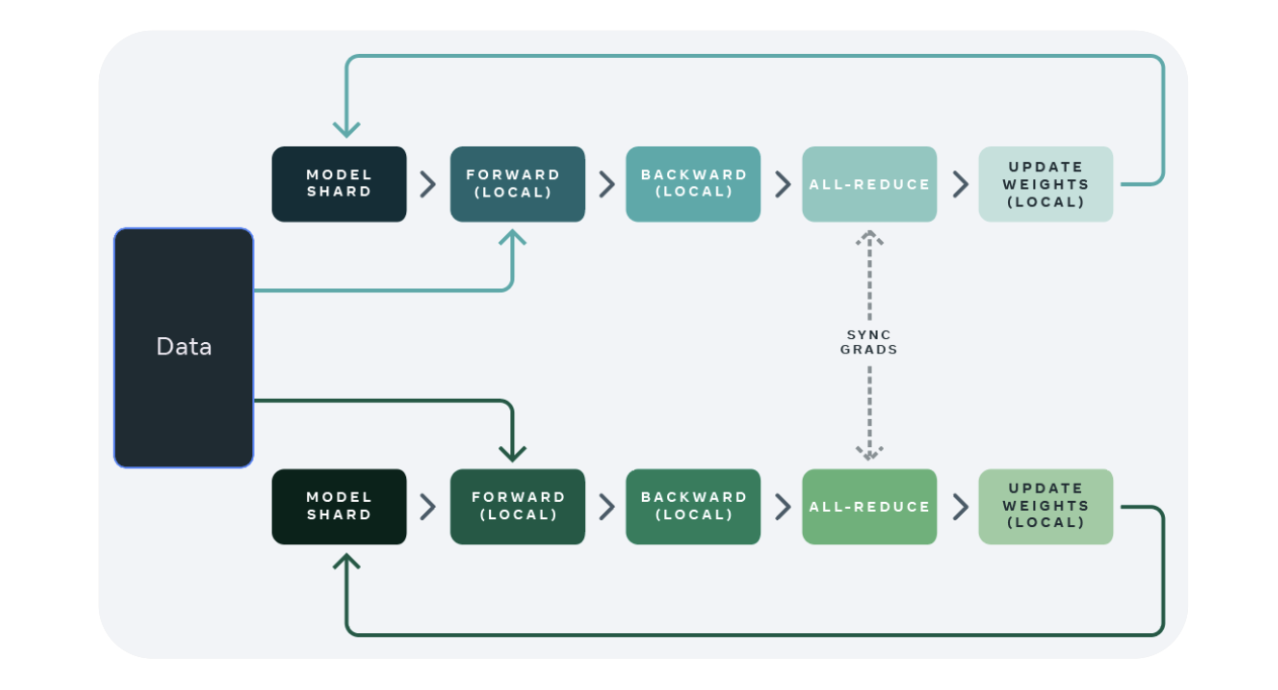 MODEL
SHARD
FORWARD
(LOCAL)
BACKWARD
(LOCAL)
ALL-REDUCE
UPDATE
WEIGHTS
(LOCAL)
Data
SYNC
GRADS
MODEL
SHARD
FORWARD
(LOCAL)
BACKWARD
(LOCAL)
ALL-REDUCE
UPDATE
WEIGHTS
(LOCAL)